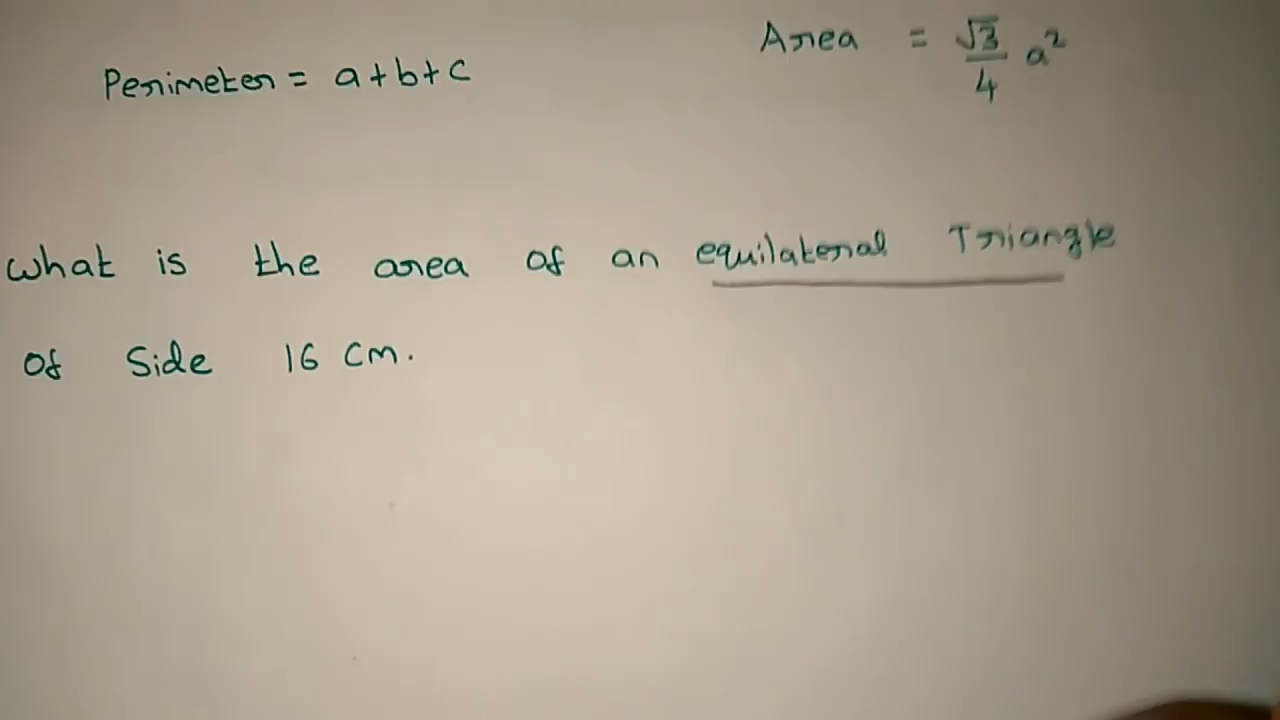 Perimeter = a+b+c
Area = √3/4 a²
What is the area of an equilateral Triangle
of Side 16 cm.